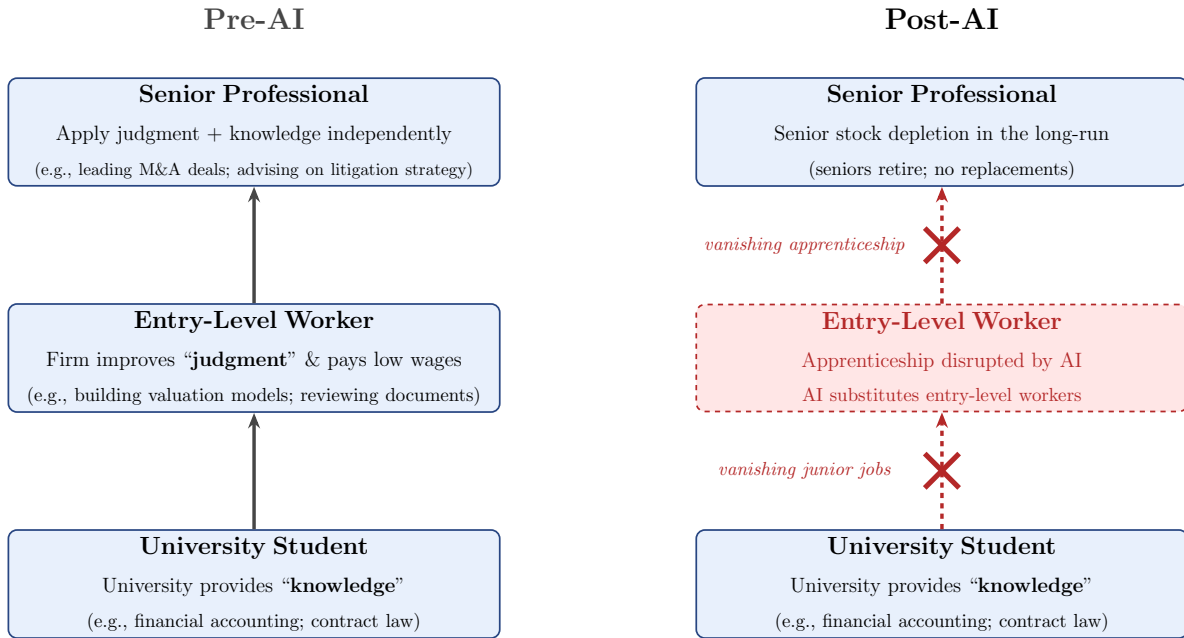 Pre-AI
Senior Professional
Apply judgment + knowledge independently
(e.g., leading M&A deals; advising on litigation strategy)
Entry-Level Worker
Firm improves “judgment” & pays low wages
(e.g., building valuation models; reviewing documents)
University Student
University provides “knowledge”
(e.g., financial accounting; contract law)
Post-AI
Senior Professional
Senior stock depletion in the long-run
(seniors retire; no replacements)
vanishing apprenticeship
Entry-Level Worker
Apprenticeship disrupted by AI
AI substitutes entry-level workers
vanishing junior jobs
University Student
University provides “knowledge”
(e.g., financial accounting; contract law)